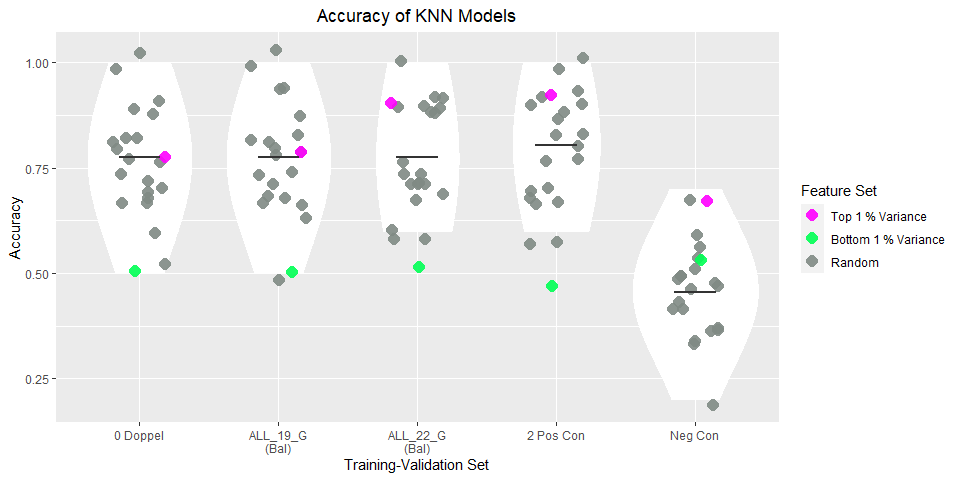 Accuracy of KNN Models
1.00
0.75
0.50
0.25
Accuracy
0 Doppel
ALL_19_G
(Bal)
ALL_22_G
(Bal)
2 Pos Con
Neg Con
Training-Validation Set
Feature Set
Top 1 % Variance
Bottom 1 % Variance
Random